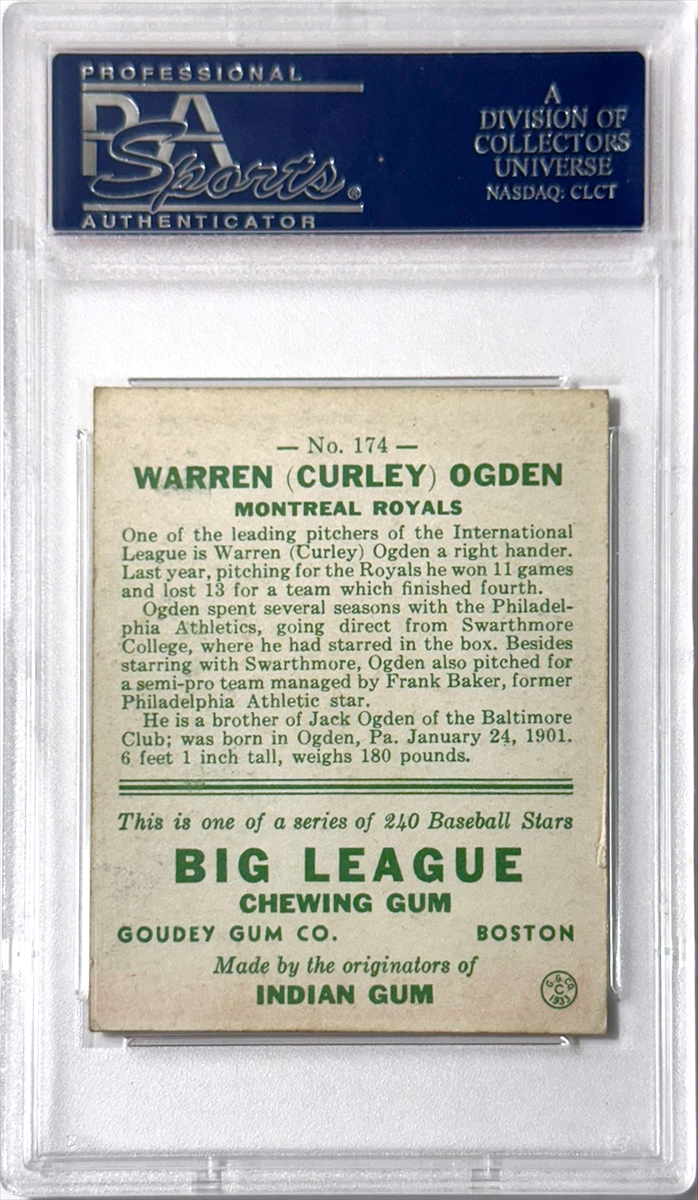 PROFESSIONAL
PSA
Sports®
AUTHENTICATOR
A
DIVISION OF
COLLECTORS
UNIVERSE
NASDAQ: CLCT
— No. 174 —
WARREN (CURLEY) OGDEN
MONTREAL ROYALS
One of the leading pitchers of the International
League is Warren (Curley) Ogden a right hander.
Last year, pitching for the Royals he won 11 games
and lost 13 for a team which finished fourth.
Ogden spent several seasons with the Philadel-
phia Athletics, going direct from Swarthmore
College, where he had starred in the box. Besides
starring with Swarthmore, Ogden also pitched for
a semi-pro team managed by Frank Baker, former
Philadelphia Athletic star.
He is a brother of Jack Ogden of the Baltimore
Club; was born in Ogden, Pa. January 24, 1901.
6 feet 1 inch tall, weighs 180 pounds.
This is one of a series of 240 Baseball Stars
BIG LEAGUE
CHEWING GUM
GOUDEY GUM CO. BOSTON
Made by the originators of
INDIAN GUM
G. G. CO.
C
1933